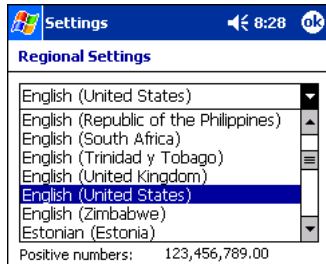 Settings 8:28 ok
Regional Settings
English (United States)
English (Republic of the Philippines)
English (South Africa)
English (Trinidad y Tobago)
English (United Kingdom)
English (United States)
English (Zimbabwe)
Estonian (Estonia)
Positive numbers: 123,456,789.00